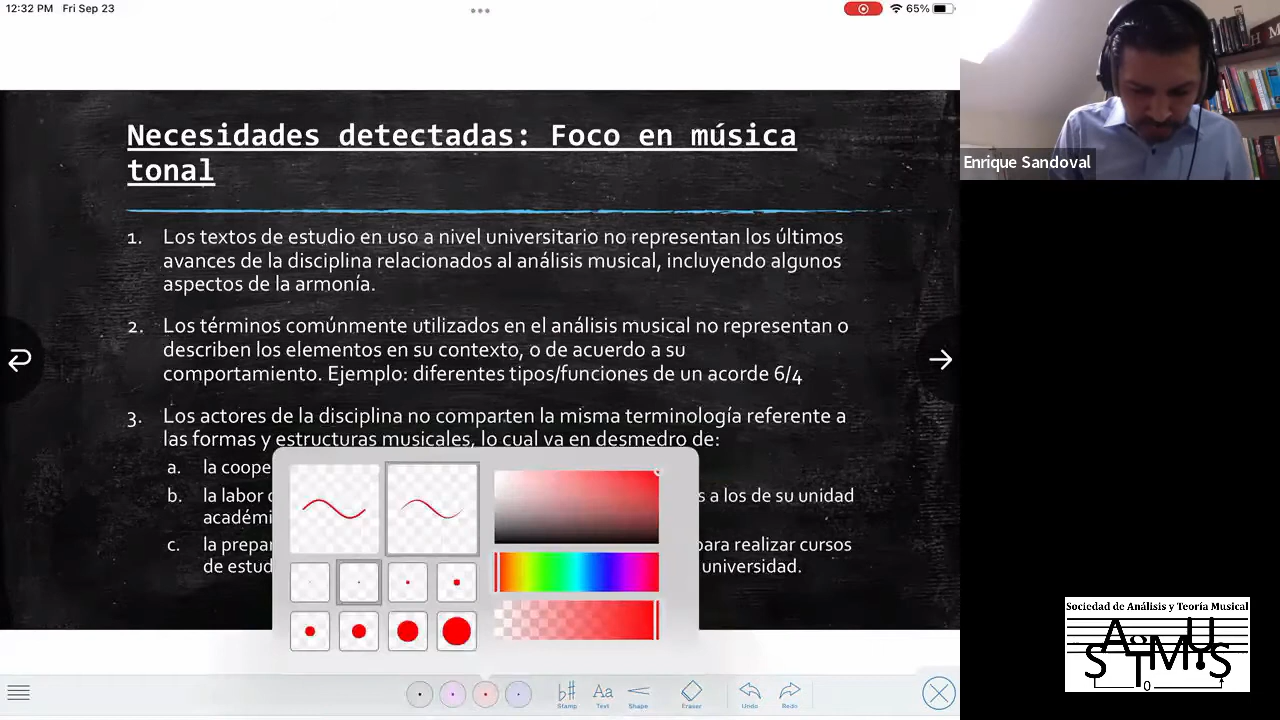 12:32 PM Fri Sep 23
65%
Necesidades detectadas: Foco en música
tonal
1. Los textos de estudio en uso a nivel universitario no representan los últimos
avances de la disciplina relacionados al análisis musical, incluyendo algunos
aspectos de la armonía.
2. Los términos comúnmente utilizados en el análisis musical no representan o
describen los elementos en su contexto, o de acuerdo a su
comportamiento. Ejemplo: diferentes tipos/funciones de un acorde 6/4
3. Los actores de la disciplina no comparten la misma terminología referente a
las formas y estructuras musicales, lo cual va en desmedro de:
a. la coope
b. la labor s a los de su unidad
académi
c. la prepar para realizar cursos
de estud universidad.
Stamp
Text
Shape
Eraser
Undo
Redo
Enrique Sandoval
Sociedad de Análisis y Teoría Musical
SATMUS